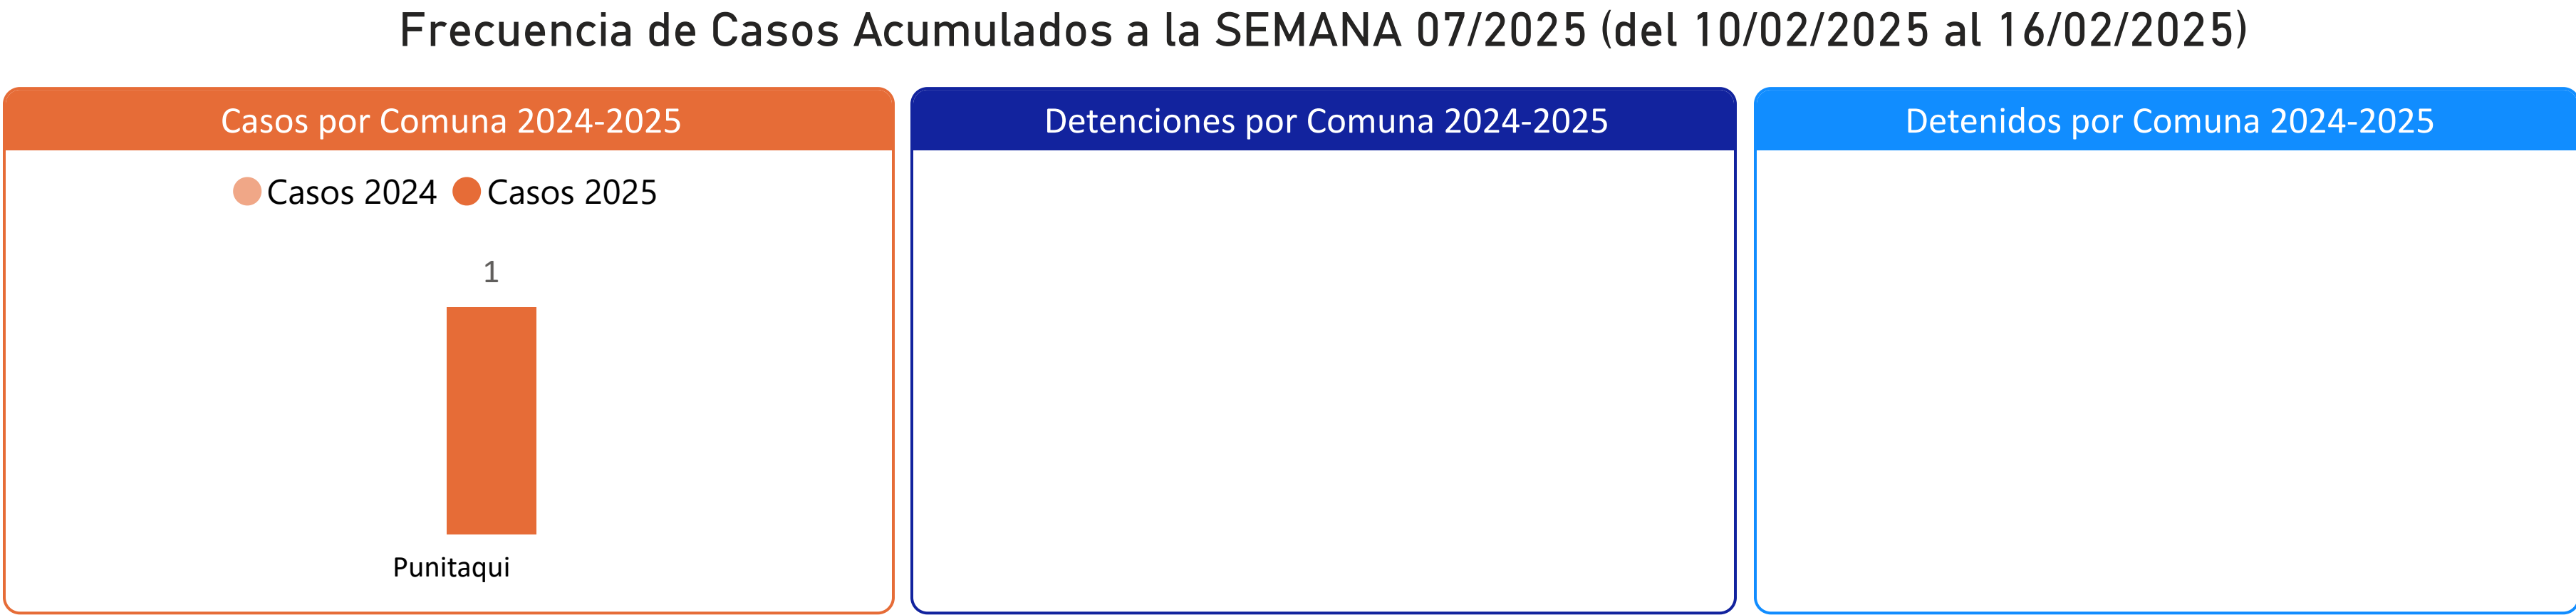 Frecuencia de Casos Acumulados a la SEMANA 07/2025 (del 10/02/2025 al 16/02/2025)
Casos por Comuna 2024-2025
Casos 2024 Casos 2025
1
Punitaqui
Detenciones por Comuna 2024-2025
Detenidos por Comuna 2024-2025